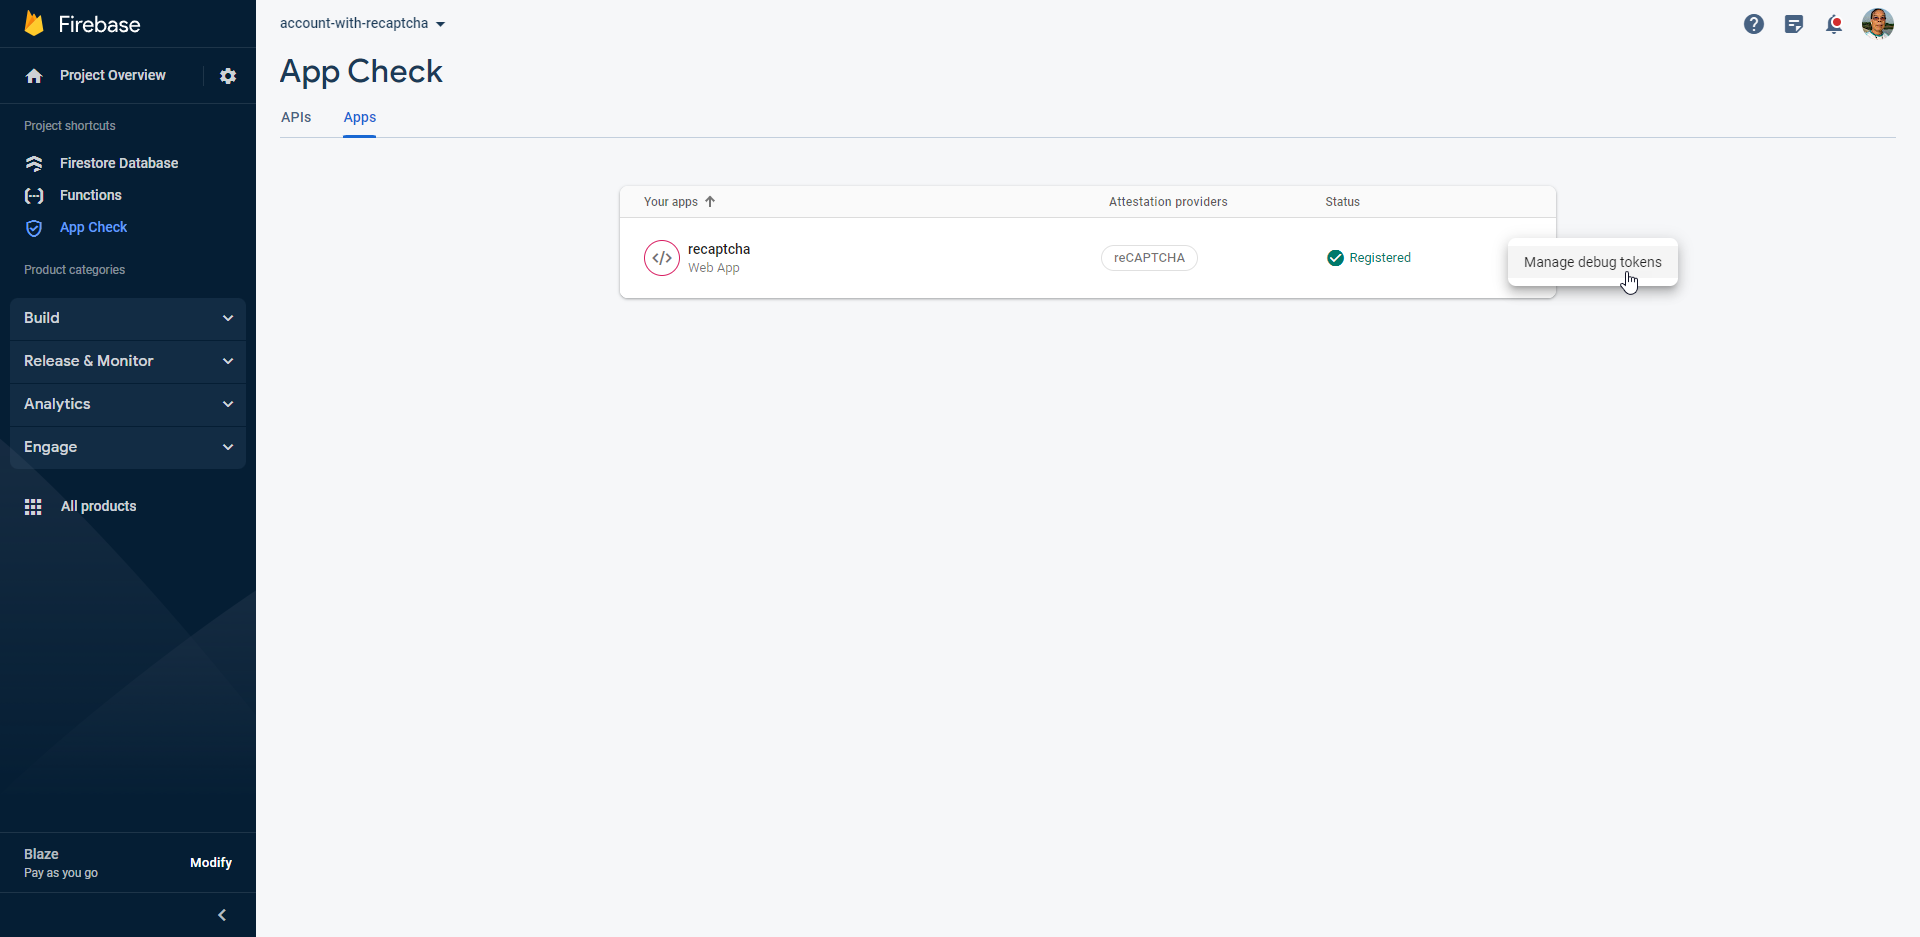 Firebase
account-with-recaptcha
Project Overview
App Check
Project shortcuts
APIs
Apps
Firestore Database
Functions
App Check
Your apps
Attestation providers
Status
recaptcha
Web App
reCAPTCHA
Registered
Manage debug tokens
Product categories
Build
Release & Monitor
Analytics
Engage
All products
Blaze
Pay as you go
Modify